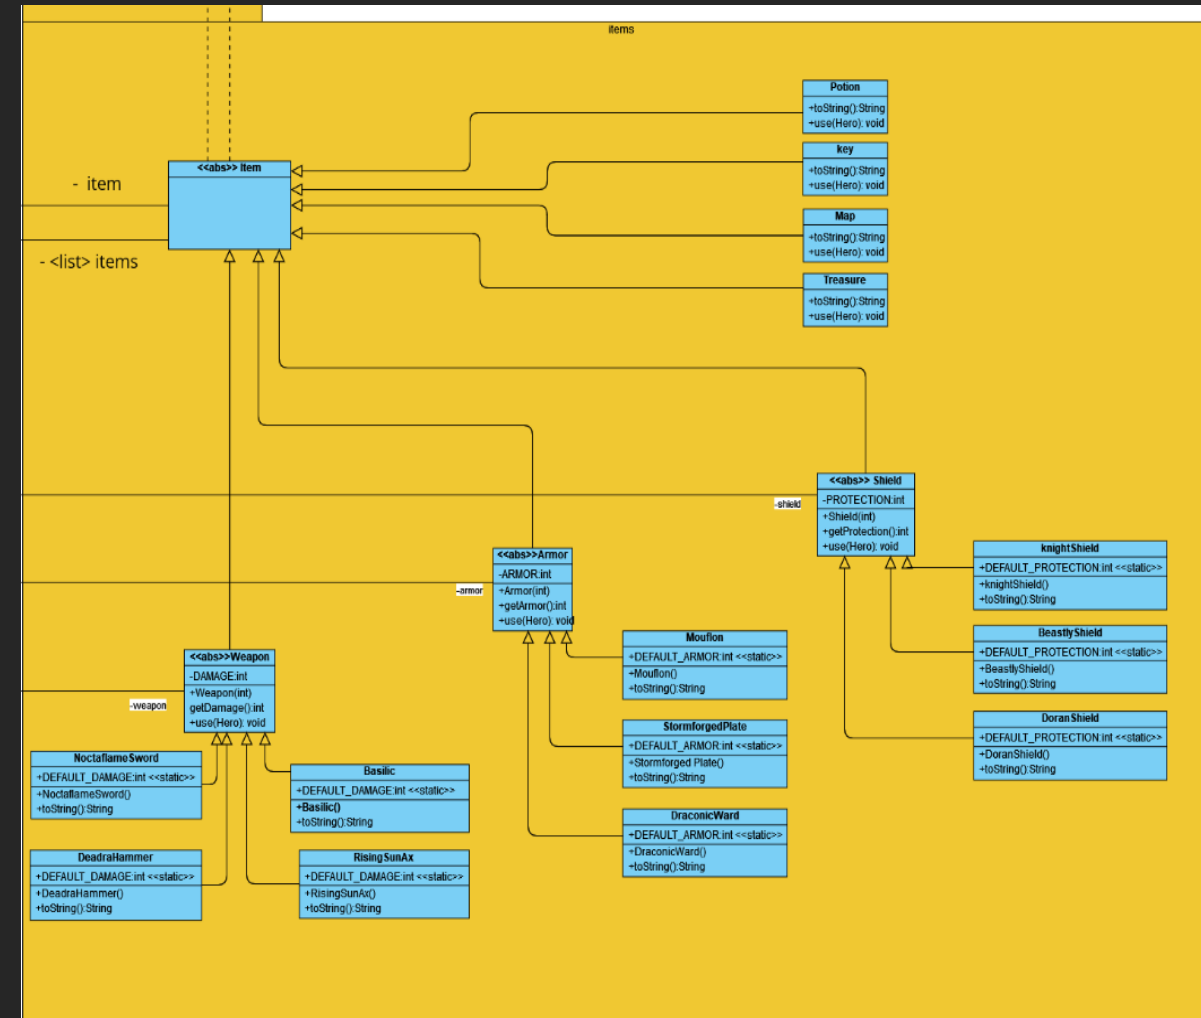 items
Potion
+toString():String
+use(Hero): void
key
+toString():String
+use(Hero): void
<<abs>> Item
- item
Map
+toString():String
+use(Hero): void
- <list> items
Treasure
+toString():String
+use(Hero): void
<<abs>> Shield
-PROTECTION:int
+Shield(int)
+getProtection():int
+use(Hero): void
-shield
knightShield
+DEFAULT_PROTECTION:int <<static>>
+knightShield()
+toString():String
<<abs>>Armor
-ARMOR:int
+Armor(int)
+getArmor():int
+use(Hero): void
-armor
BeastlyShield
+DEFAULT_PROTECTION:int <<static>>
+BeastlyShield()
+toString():String
Mouflon
+DEFAULT_ARMOR:int <<static>>
+Mouflon()
+toString():String
<<abs>>Weapon
-DAMAGE:int
+Weapon(int)
getDamage():int
+use(Hero): void
-weapon
DoranShield
+DEFAULT_PROTECTION:int <<static>>
+DoranShield()
+toString():String
StormforgedPlate
+DEFAULT_ARMOR:int <<static>>
+Stormforged Plate()
+toString():String
NoctaflameSword
+DEFAULT_DAMAGE:int <<static>>
+NoctaflameSword()
+toString():String
Basilic
+DEFAULT_DAMAGE:int <<static>>
+Basilic()
+toString():String
DraconicWard
+DEFAULT_ARMOR:int <<static>>
+DraconicWard()
+toString():String
DeadraHammer
+DEFAULT_DAMAGE:int <<static>>
+DeadraHammer()
+toString():String
RisingSunAx
+DEFAULT_DAMAGE:int <<static>>
+RisingSunAx()
+toString():String